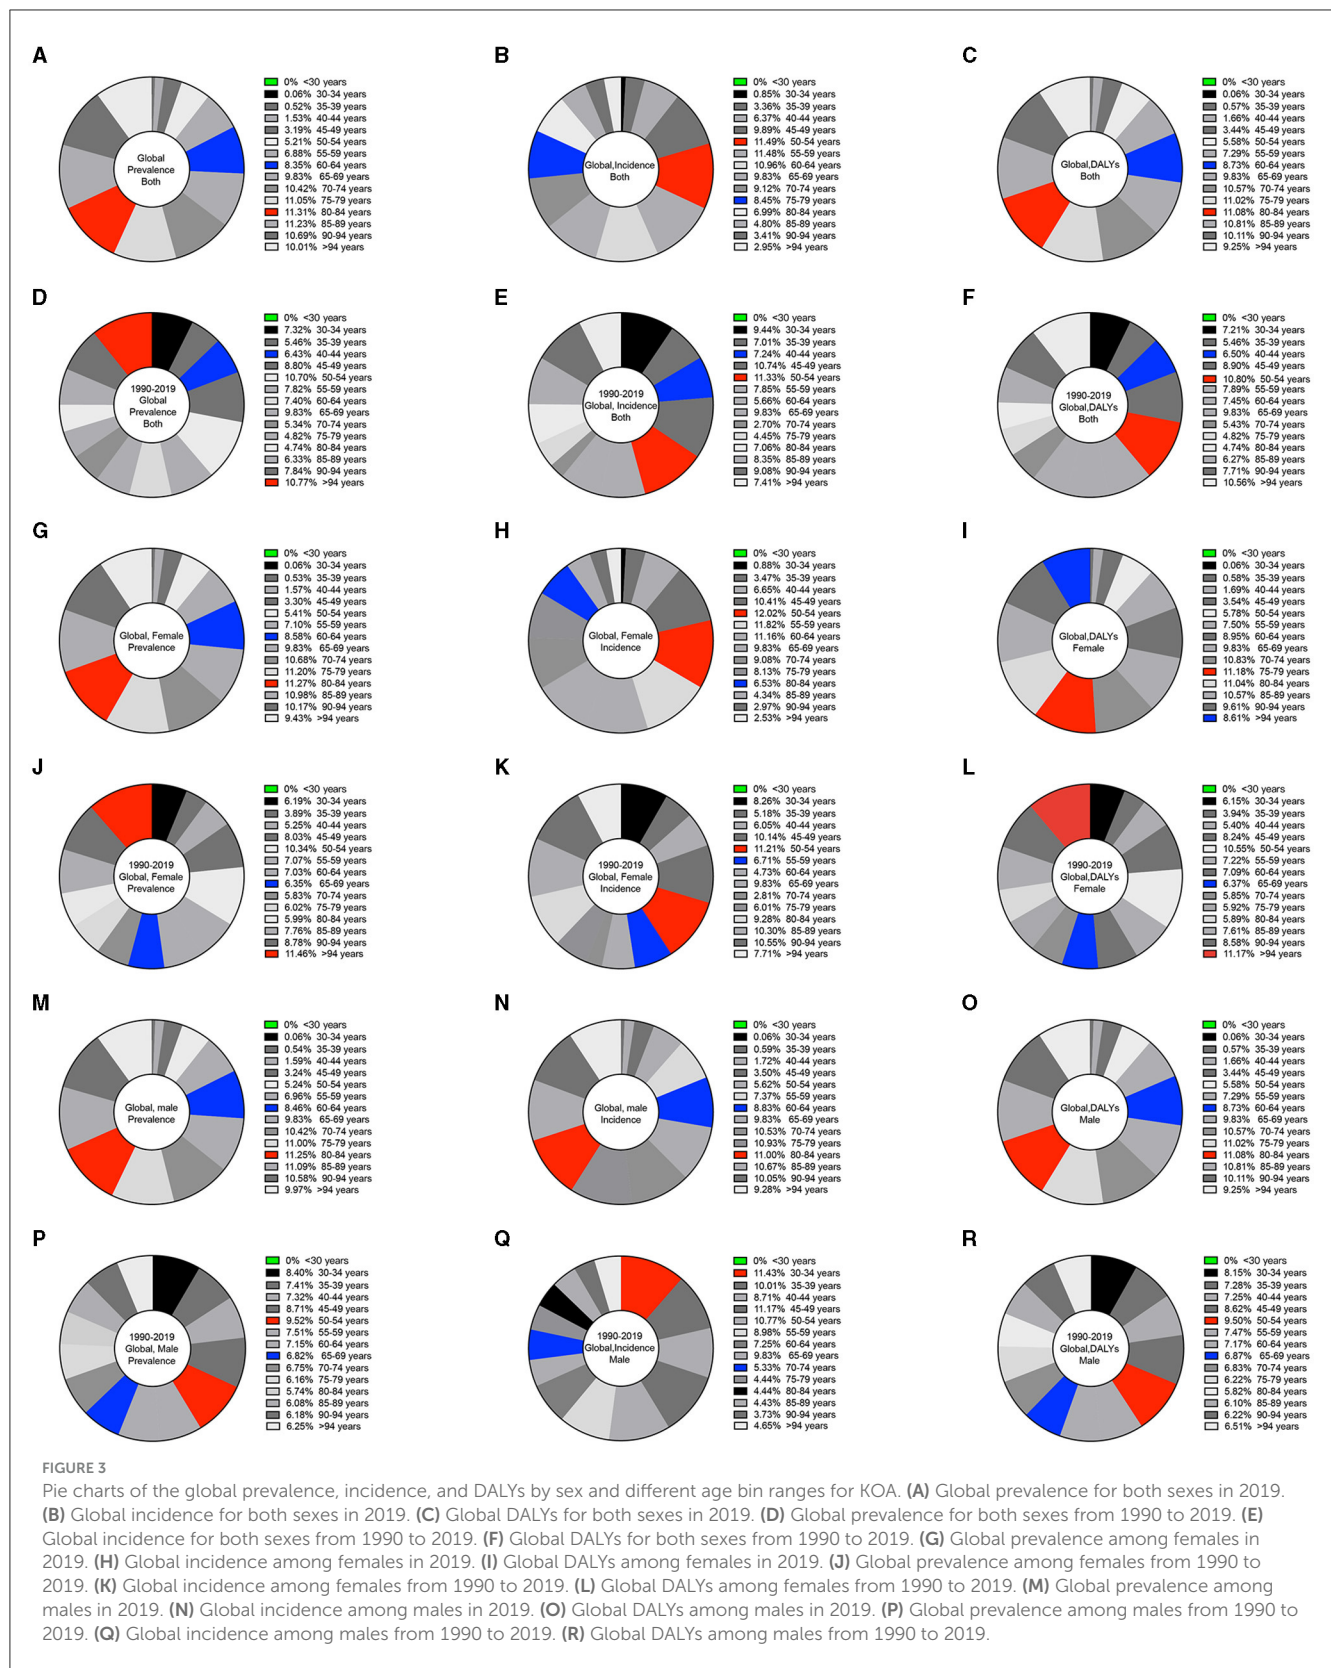 A
Global
Prevalence
Both
0% <30 years
0.06% 30-34 years
0.52% 35-39 years
1.53% 40-44 years
3.19% 45-49 years
5.21% 50-54 years
6.88% 55-59 years
8.35% 60-64 years
9.83% 65-69 years
10.42% 70-74 years
11.05% 75-79 years
11.31% 80-84 years
11.23% 85-89 years
10.69% 90-94 years
10.01% >94 years
B
Global,Incidence
Both
0% <30 years
0.85% 30-34 years
3.36% 35-39 years
6.37% 40-44 years
9.89% 45-49 years
11.49% 50-54 years
11.48% 55-59 years
10.96% 60-64 years
9.83% 65-69 years
9.12% 70-74 years
8.45% 75-79 years
6.99% 80-84 years
4.80% 85-89 years
3.41% 90-94 years
2.95% >94 years
C
Global,DALYs
Both
0% <30 years
0.06% 30-34 years
0.57% 35-39 years
1.66% 40-44 years
3.44% 45-49 years
5.58% 50-54 years
7.29% 55-59 years
8.73% 60-64 years
9.83% 65-69 years
10.57% 70-74 years
11.02% 75-79 years
11.08% 80-84 years
10.81% 85-89 years
10.11% 90-94 years
9.25% >94 years
D
1990-2019
Global
Prevalence
Both
0% <30 years
7.32% 30-34 years
5.46% 35-39 years
6.43% 40-44 years
8.80% 45-49 years
10.70% 50-54 years
7.82% 55-59 years
7.40% 60-64 years
9.83% 65-69 years
5.34% 70-74 years
4.82% 75-79 years
4.74% 80-84 years
6.33% 85-89 years
7.84% 90-94 years
10.77% >94 years
E
1990-2019
Global, Incidence
Both
0% <30 years
9.44% 30-34 years
7.01% 35-39 years
7.24% 40-44 years
10.74% 45-49 years
11.33% 50-54 years
7.85% 55-59 years
5.66% 60-64 years
9.83% 65-69 years
2.70% 70-74 years
4.45% 75-79 years
7.06% 80-84 years
8.35% 85-89 years
9.08% 90-94 years
7.41% >94 years
F
1990-2019
Global,DALYs
Both
0% <30 years
7.21% 30-34 years
5.46% 35-39 years
6.50% 40-44 years
8.90% 45-49 years
10.80% 50-54 years
7.89% 55-59 years
7.45% 60-64 years
9.83% 65-69 years
5.43% 70-74 years
4.82% 75-79 years
4.74% 80-84 years
6.27% 85-89 years
7.71% 90-94 years
10.56% >94 years
G
Global, Female
Prevalence
0% <30 years
0.06% 30-34 years
0.53% 35-39 years
1.57% 40-44 years
3.30% 45-49 years
5.41% 50-54 years
7.10% 55-59 years
8.58% 60-64 years
9.83% 65-69 years
10.68% 70-74 years
11.20% 75-79 years
11.27% 80-84 years
10.98% 85-89 years
10.17% 90-94 years
9.43% >94 years
H
Global, Female
Incidence
0% <30 years
0.88% 30-34 years
3.47% 35-39 years
6.65% 40-44 years
10.41% 45-49 years
12.02% 50-54 years
11.82% 55-59 years
11.16% 60-64 years
9.83% 65-69 years
9.08% 70-74 years
8.13% 75-79 years
6.53% 80-84 years
4.34% 85-89 years
2.97% 90-94 years
2.53% >94 years
I
Global,DALYs
Female
0% <30 years
0.06% 30-34 years
0.58% 35-39 years
1.69% 40-44 years
3.54% 45-49 years
5.78% 50-54 years
7.50% 55-59 years
8.95% 60-64 years
9.83% 65-69 years
10.83% 70-74 years
11.18% 75-79 years
11.04% 80-84 years
10.57% 85-89 years
9.61% 90-94 years
8.61% >94 years
J
1990-2019
Global, Female
Prevalence
0% <30 years
6.19% 30-34 years
3.89% 35-39 years
5.25% 40-44 years
8.03% 45-49 years
10.34% 50-54 years
7.07% 55-59 years
7.03% 60-64 years
6.35% 65-69 years
5.83% 70-74 years
6.02% 75-79 years
5.99% 80-84 years
7.76% 85-89 years
8.78% 90-94 years
11.46% >94 years
K
1990-2019
Global, Female
Incidence
0% <30 years
8.26% 30-34 years
5.18% 35-39 years
6.05% 40-44 years
10.14% 45-49 years
11.21% 50-54 years
6.71% 55-59 years
4.73% 60-64 years
9.83% 65-69 years
2.81% 70-74 years
6.01% 75-79 years
9.28% 80-84 years
10.30% 85-89 years
10.55% 90-94 years
7.71% >94 years
L
1990-2019
Global,DALYs
Female
0% <30 years
6.15% 30-34 years
3.94% 35-39 years
5.40% 40-44 years
8.24% 45-49 years
10.55% 50-54 years
7.22% 55-59 years
7.09% 60-64 years
6.37% 65-69 years
5.85% 70-74 years
5.92% 75-79 years
5.89% 80-84 years
7.61% 85-89 years
8.58% 90-94 years
11.17% >94 years
M
Global, male
Prevalence
0% <30 years
0.06% 30-34 years
0.54% 35-39 years
1.59% 40-44 years
3.24% 45-49 years
5.24% 50-54 years
6.96% 55-59 years
8.46% 60-64 years
9.83% 65-69 years
10.42% 70-74 years
11.00% 75-79 years
11.25% 80-84 years
11.09% 85-89 years
10.58% 90-94 years
9.97% >94 years
N
Global, male
Incidence
0% <30 years
0.06% 30-34 years
0.59% 35-39 years
1.72% 40-44 years
3.50% 45-49 years
5.62% 50-54 years
7.37% 55-59 years
8.83% 60-64 years
9.83% 65-69 years
10.53% 70-74 years
10.93% 75-79 years
11.00% 80-84 years
10.67% 85-89 years
10.05% 90-94 years
9.28% >94 years
O
Global,DALYs
Male
0% <30 years
0.06% 30-34 years
0.57% 35-39 years
1.66% 40-44 years
3.44% 45-49 years
5.58% 50-54 years
7.29% 55-59 years
8.73% 60-64 years
9.83% 65-69 years
10.57% 70-74 years
11.02% 75-79 years
11.08% 80-84 years
10.81% 85-89 years
10.11% 90-94 years
9.25% >94 years
P
1990-2019
Global, Male
Prevalence
0% <30 years
8.40% 30-34 years
7.41% 35-39 years
7.32% 40-44 years
8.71% 45-49 years
9.52% 50-54 years
7.51% 55-59 years
7.15% 60-64 years
6.82% 65-69 years
6.75% 70-74 years
6.16% 75-79 years
5.74% 80-84 years
6.08% 85-89 years
6.18% 90-94 years
6.25% >94 years
Q
1990-2019
Global,Incidence
Male
0% <30 years
11.43% 30-34 years
10.01% 35-39 years
8.71% 40-44 years
11.17% 45-49 years
10.77% 50-54 years
8.98% 55-59 years
7.25% 60-64 years
9.83% 65-69 years
5.33% 70-74 years
4.44% 75-79 years
4.44% 80-84 years
4.43% 85-89 years
3.73% 90-94 years
4.65% >94 years
R
1990-2019
Global,DALYs
Male
0% <30 years
8.15% 30-34 years
7.28% 35-39 years
7.25% 40-44 years
8.62% 45-49 years
9.50% 50-54 years
7.47% 55-59 years
7.17% 60-64 years
6.87% 65-69 years
6.83% 70-74 years
6.22% 75-79 years
5.82% 80-84 years
6.10% 85-89 years
6.22% 90-94 years
6.51% >94 years
FIGURE 3
Pie charts of the global prevalence, incidence, and DALYs by sex and different age bin ranges for KOA. (A) Global prevalence for both sexes in 2019.
(B) Global incidence for both sexes in 2019. (C) Global DALYs for both sexes in 2019. (D) Global prevalence for both sexes from 1990 to 2019. (E)
Global incidence for both sexes from 1990 to 2019. (F) Global DALYs for both sexes from 1990 to 2019. (G) Global prevalence among females in
2019. (H) Global incidence among females in 2019. (I) Global DALYs among females in 2019. (J) Global prevalence among females from 1990 to
2019. (K) Global incidence among females from 1990 to 2019. (L) Global DALYs among females from 1990 to 2019. (M) Global prevalence among
males in 2019. (N) Global incidence among males in 2019. (O) Global DALYs among males in 2019. (P) Global prevalence among males from 1990 to
2019. (Q) Global incidence among males from 1990 to 2019. (R) Global DALYs among males from 1990 to 2019.